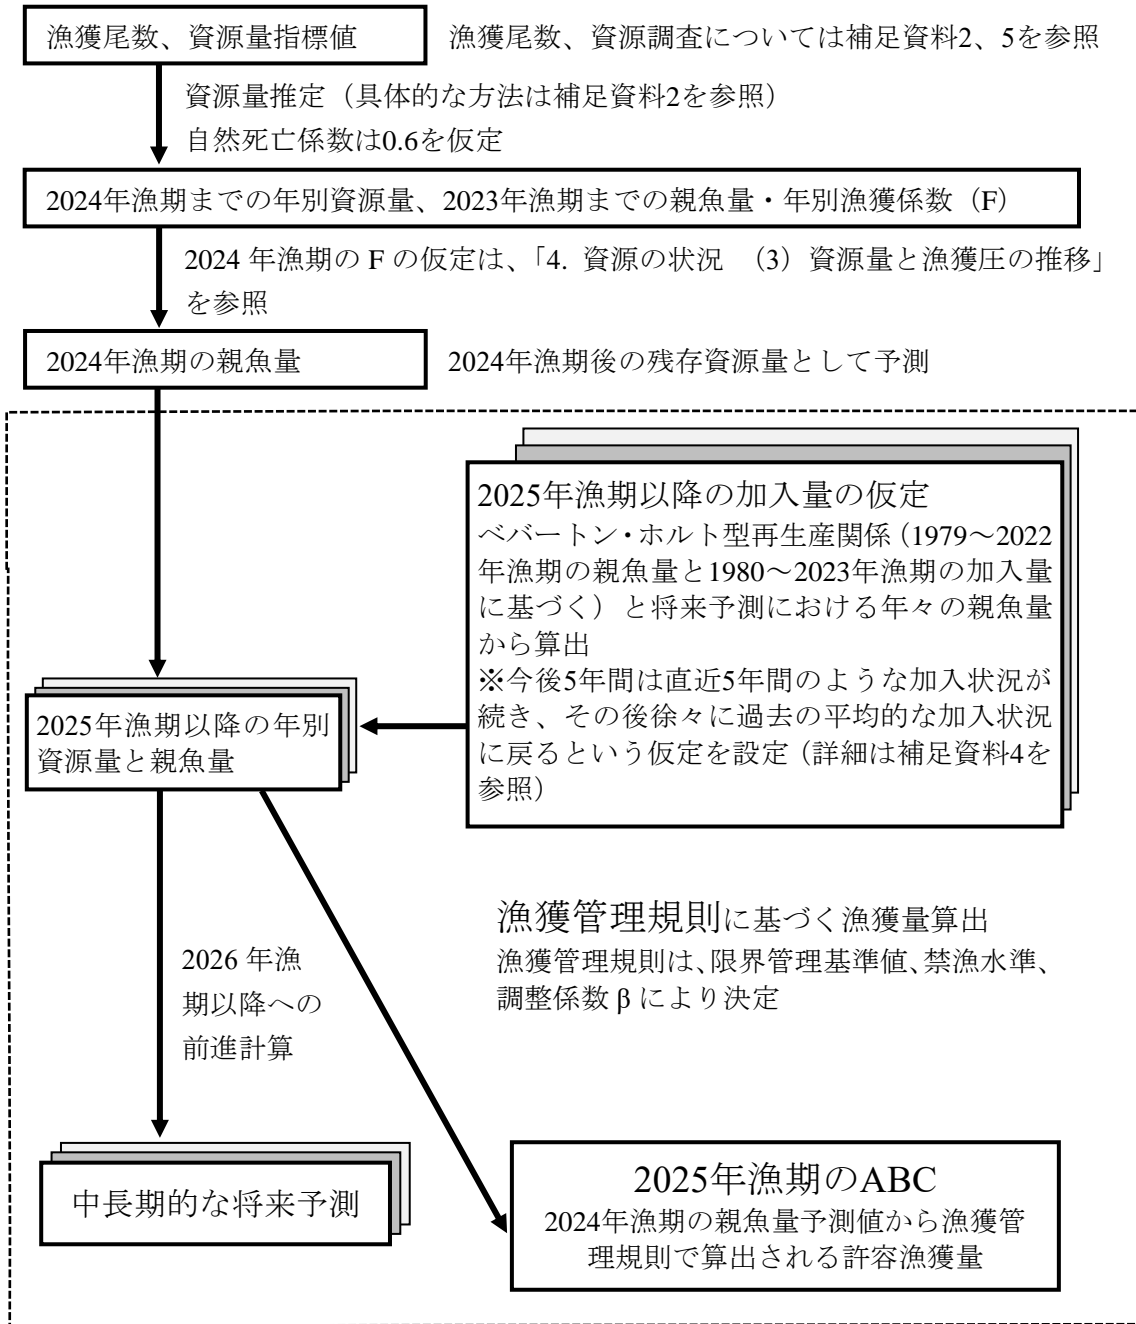 漁獲尾数、資源量指標値
漁獲尾数、資源調査については補足資料2、5を参照
資源量推定（具体的な方法は補足資料2を参照）
自然死亡係数は0.6を仮定
2024年漁期までの年別資源量、2023年漁期までの親魚量・年別漁獲係数（F）
2024 年漁期の F の仮定は、「4. 資源の状況　（3）資源量と漁獲圧の推移」
を参照
2024年漁期の親魚量
2024年漁期後の残存資源量として予測
2025年漁期以降の加入量の仮定
ベバートン・ホルト型再生産関係（1979～2022
年漁期の親魚量と1980～2023年漁期の加入量
に基づく）と将来予測における年々の親魚量
から算出
※今後5年間は直近5年間のような加入状況が
続き、その後徐々に過去の平均的な加入状況
に戻るという仮定を設定（詳細は補足資料4を
参照）
2025年漁期以降の年別
資源量と親魚量
漁獲管理規則に基づく漁獲量算出
漁獲管理規則は、限界管理基準値、禁漁水準、
調整係数 β により決定
2026 年漁
期以降への
前進計算
中長期的な将来予測
2025年漁期のABC
2024年漁期の親魚量予測値から漁獲管
理規則で算出される許容漁獲量